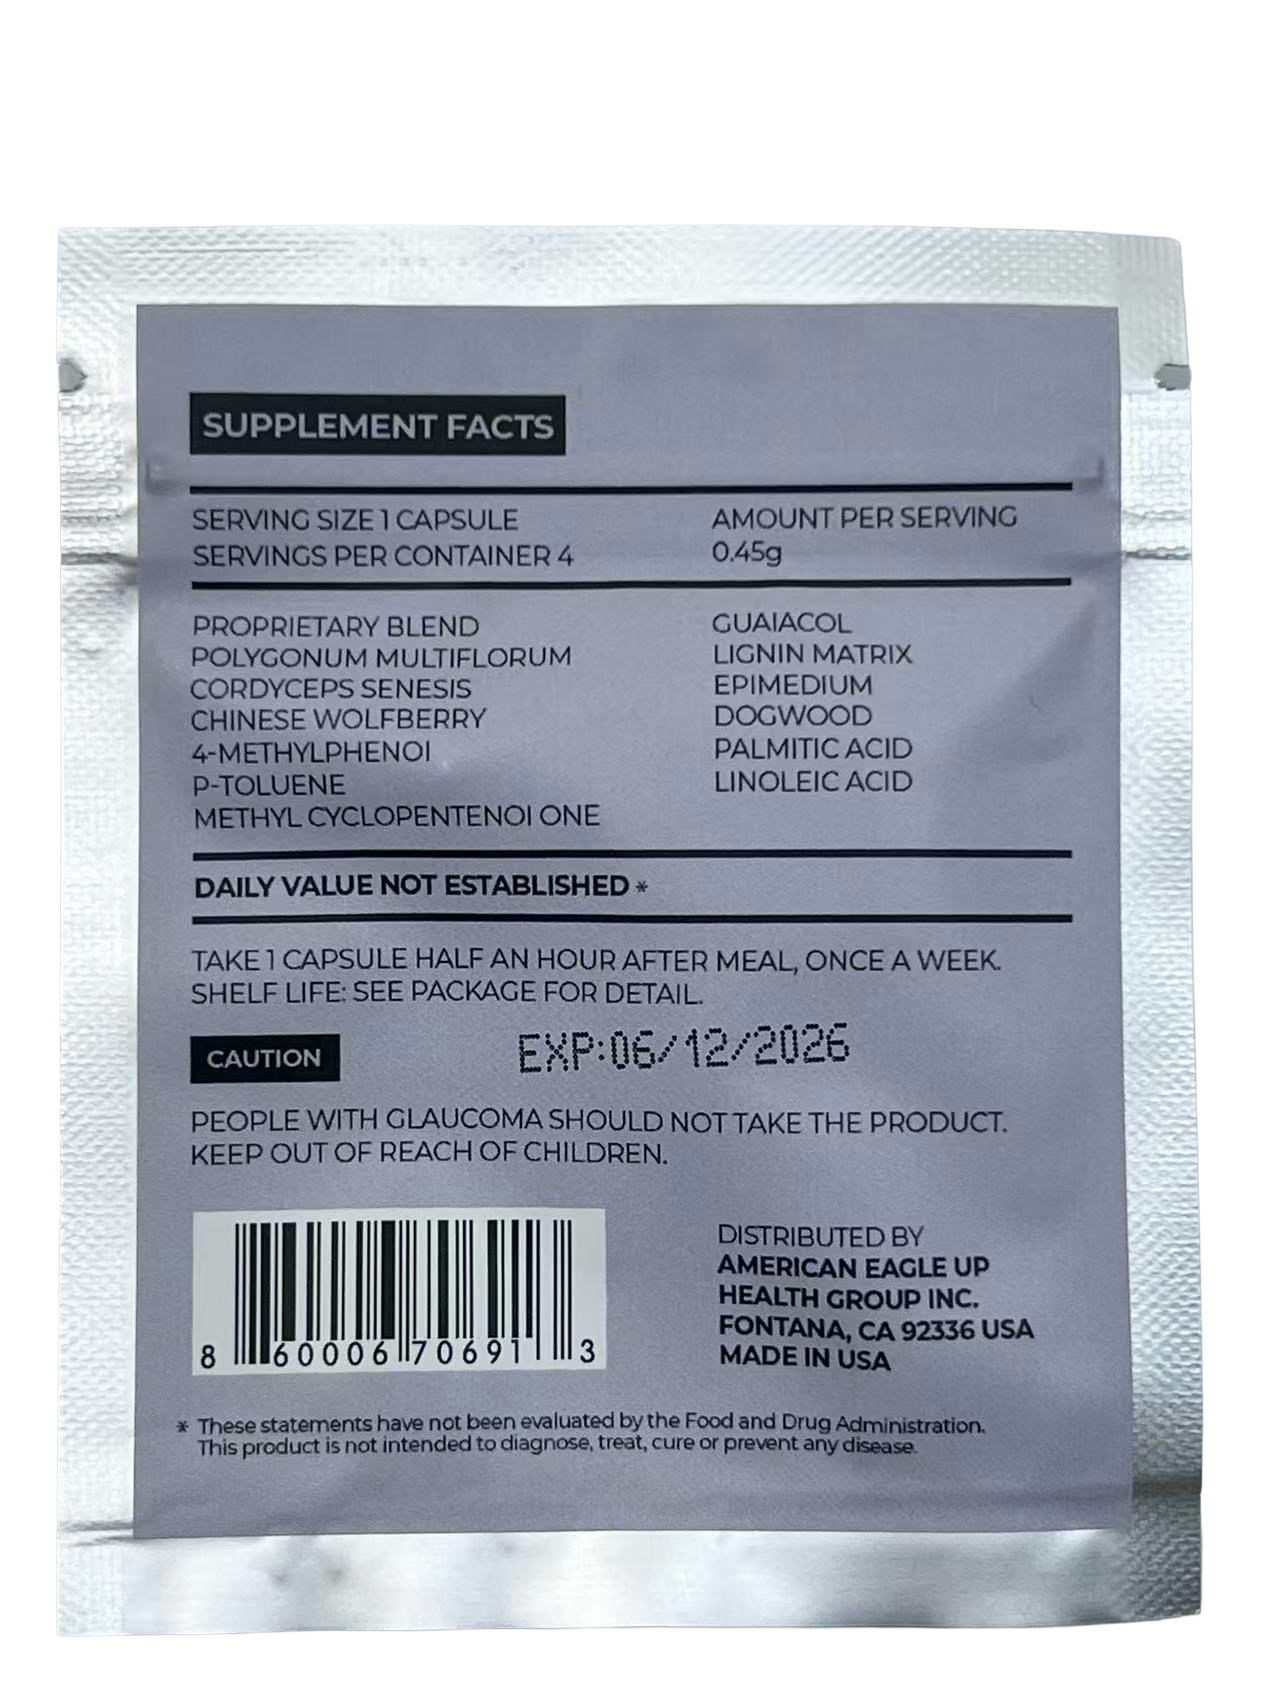 SUPPLEMENT FACTS
SERVING SIZE 1 CAPSULE
SERVINGS PER CONTAINER 4
AMOUNT PER SERVING
0.45g
PROPRIETARY BLEND
POLYGONUM MULTIFLORUM
CORDYCEPS SENESIS
CHINESE WOLFBERRY
4-METHYLPHENOI
P-TOLUENE
METHYL CYCLOPENTENOI ONE
GUAIACOL
LIGNIN MATRIX
EPIMEDIUM
DOGWOOD
PALMITIC ACID
LINOLEIC ACID
DAILY VALUE NOT ESTABLISHED *
TAKE 1 CAPSULE HALF AN HOUR AFTER MEAL, ONCE A WEEK.
SHELF LIFE: SEE PACKAGE FOR DETAIL.
EXP:06/12/2026
CAUTION
PEOPLE WITH GLAUCOMA SHOULD NOT TAKE THE PRODUCT.
KEEP OUT OF REACH OF CHILDREN.
8 60006 70691 3
DISTRIBUTED BY
AMERICAN EAGLE UP
HEALTH GROUP INC.
FONTANA, CA 92336 USA
MADE IN USA
* These statements have not been evaluated by the Food and Drug Administration.
This product is not intended to diagnose, treat, cure or prevent any disease.